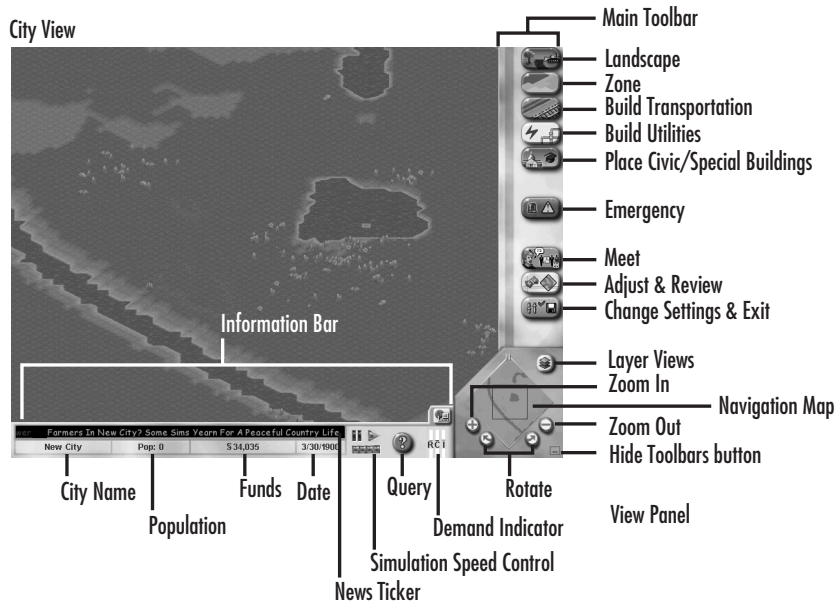 City View
Main Toolbar
Landscape
Zone
Build Transportation
Build Utilities
Place Civic/Special Buildings
Emergency
Meet
Adjust & Review
Change Settings & Exit
Information Bar
Layer Views
Zoom In
Navigation Map
Zoom Out
Hide Toolbars button
wer Farmers In New City? Some Sims Yearn For A Peaceful Country Life
New City Pop: 0 $34,035 3/30/1900
?
R C I
City Name
Population
Funds
Date
Query
Rotate
Demand Indicator
View Panel
Simulation Speed Control
News Ticker